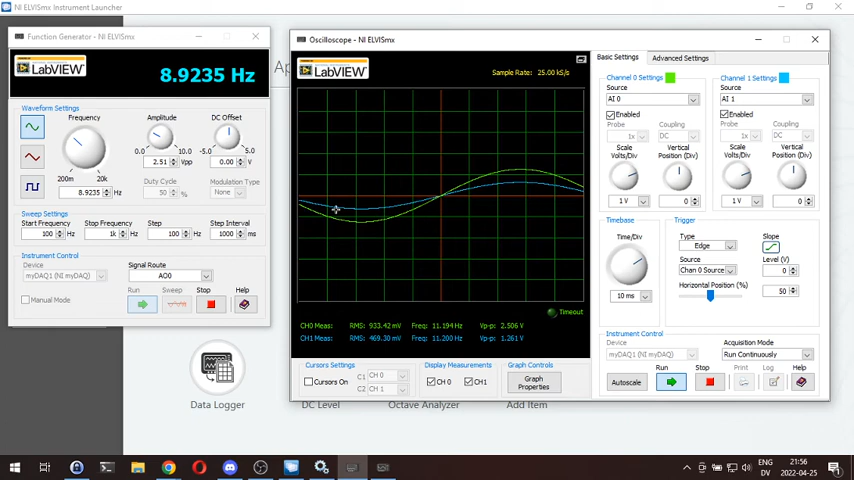 NI ELVISmx Instrument Launcher
Function Generator - NI ELVISmx
LabVIEW
8.9235 Hz
Waveform Settings
Frequency
Amplitude
DC Offset
0.0 10.0
-5.0 5.0
2.51 Vpp
0.00 V
200m 20k
Duty Cycle
Modulation Type
8.9235 Hz
50 %
None
Sweep Settings
Start Frequency Stop Frequency Step Step Interval
100 Hz 1k Hz 100 Hz 1000 ms
Instrument Control
Device
Signal Route
myDAQ1 (NI myDAQ)
AO0
Run Sweep Stop Help
Manual Mode
Data Logger
Oscilloscope - NI ELVISmx
LabVIEW
Sample Rate: 25.00 kS/s
Timeout
CH0 Meas: RMS: 933.42 mV Freq: 11.194 Hz Vp-p: 2.506 V
CH1 Meas: RMS: 469.30 mV Freq: 11.200 Hz Vp-p: 1.261 V
Cursors Settings
Display Measurements
Graph Controls
Cursors On
C1 CH 0
C2 CH 1
CH 0
CH1
Graph Properties
Basic Settings
Advanced Settings
Channel 0 Settings
Channel 1 Settings
Source
Source
AI 0
AI 1
Enabled
Enabled
Probe Coupling
Probe Coupling
1x DC
1x DC
Scale Volts/Div
Vertical Position (Div)
Scale Volts/Div
Vertical Position (Div)
1 V 0
1 V 0
Timebase
Trigger
Time/Div
Type
Slope
Edge
Source
Level (V)
Chan 0 Source
0
Horizontal Position (%)
10 ms
50
Instrument Control
Device
Acquisition Mode
myDAQ1 (NI myDAQ)
Run Continuously
Run Stop Print Log Help
Autoscale
DC Level
Octave Analyzer
Add Item
ENG
DV
21:56
2022-04-25